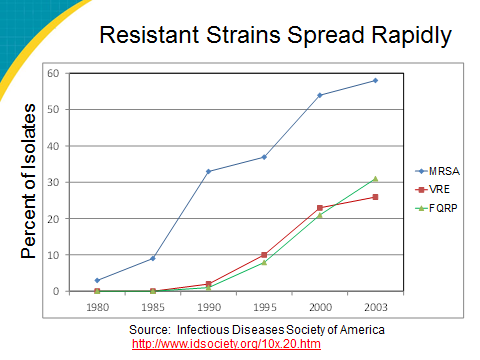 Resistant Strains Spread Rapidly
Percent of Isolates
60
50
40
30
20
10
0
1980 1985 1990 1995 2000 2003
MRSA
VRE
FQRP
Source: Infectious Diseases Society of America
http://www.idsociety.org/10x.20.htm